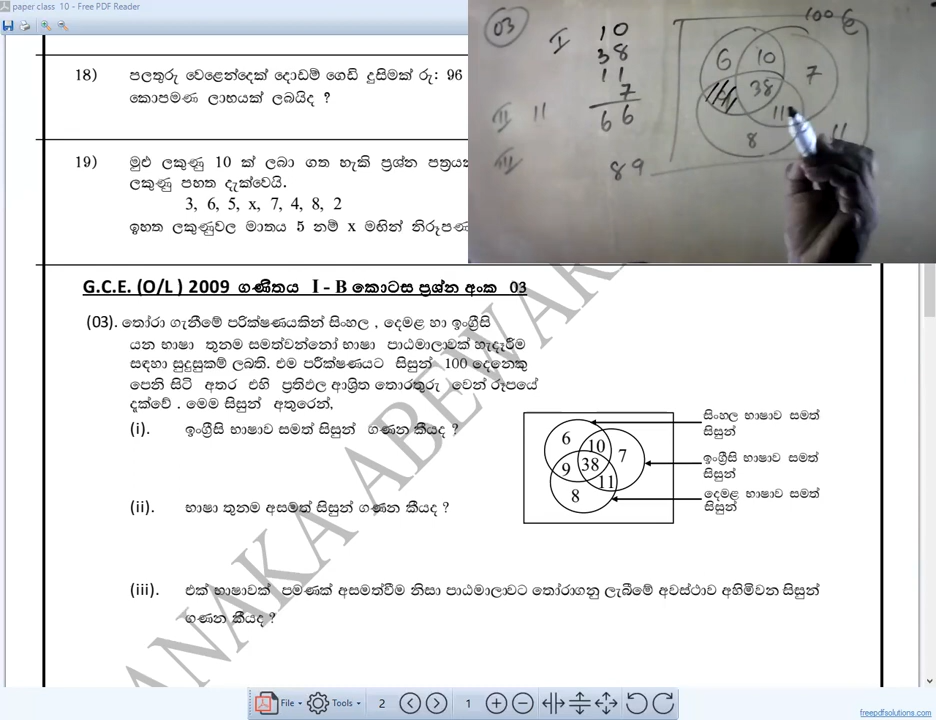 paper class 10 - Free PDF Reader
18) පලතුරු වෙළෙන්දෙක් දොඩම් ගෙඩි දුසිමක් රු: 96
කොපමණ ලාභයක් ලබයිද ?
19) මුළු ලකුණු 10 ක් ලබා ගත හැකි ප්‍රශ්න පත්‍රයක
ලකුණු පහත දැක්වෙයි.
3, 6, 5, x, 7, 4, 8, 2
ඉහත ලකුණුවල මාතය 5 නම් x මඟින් නිරූපණ
03
I 10
38
11
7
66
II 11
III 89
100
6 10 7
38
11
8 11
G.C.E. (O/L ) 2009 ගණිතය I - B කොටස ප්‍රශ්න අංක 03
(03). තෝරා ගැනීමේ පරික්ෂණයකින් සිංහල , දෙමළ හා ඉංග්‍රීසි
යන භාෂා තුනම සමත්වන්නෝ භාෂා පාඨමාලාවක් හැදෑරීම
සඳහා සුදුසුකම් ලබති. එම පරීක්ෂණයට සිසුන් 100 දෙනෙකු
පෙනි සිටි අතර එහි ප්‍රතිඵල ආශ්‍රිත තොරතුරු වෙන් රූපයේ
දැක්වේ . මෙම සිසුන් අතුරෙන්,
(i). ඉංග්‍රීසි භාෂාව සමත් සිසුන් ගණන කීයද ?
සිංහල භාෂාව සමත්
සිසුන්
6 10 7
ඉංග්‍රීසි භාෂාව සමත්
සිසුන්
9 38
11
8
දෙමළ භාෂාව සමත්
සිසුන්
(ii). භාෂා තුනම අසමත් සිසුන් ගණන කීයද ?
(iii). එක් භාෂාවක් පමණක් අසමත්වීම නිසා පාඨමාලාවට තෝරාගනු ලැබීමේ අවස්ථාව අහිමිවන සිසුන්
ගණන කීයද ?
ANAKA ABEWAR
File Tools 2 1
freepdfsolutions.com